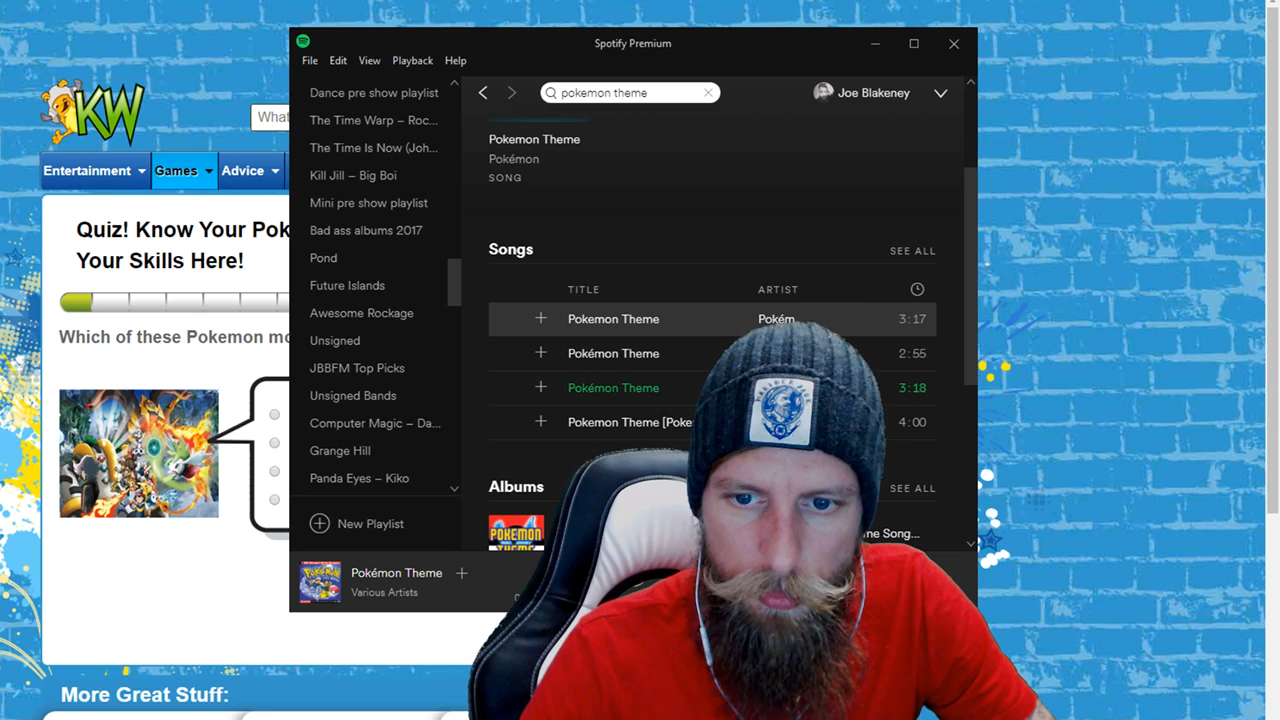 Spotify Premium
File Edit View Playback Help
Dance pre show playlist
The Time Warp – Roc...
The Time Is Now (Joh...
Kill Jill – Big Boi
Mini pre show playlist
Bad ass albums 2017
Pond
Future Islands
Awesome Rockage
Unsigned
JBBFM Top Picks
Unsigned Bands
Computer Magic – Da...
Grange Hill
Panda Eyes – Kiko
New Playlist
Pokémon Theme
Various Artists
pokemon theme
Joe Blakeney
Pokemon Theme
Pokémon
SONG
Songs SEE ALL
TITLE ARTIST
Pokemon Theme Pokém 3:17
Pokémon Theme 2:55
Pokémon Theme 3:18
Pokemon Theme [Poke 4:00
Albums SEE ALL
POKEMON
THEME
ne Song...
KW
What
Entertainment Games Advice
Quiz! Know Your Pok
Your Skills Here!
Which of these Pokemon mo
More Great Stuff: